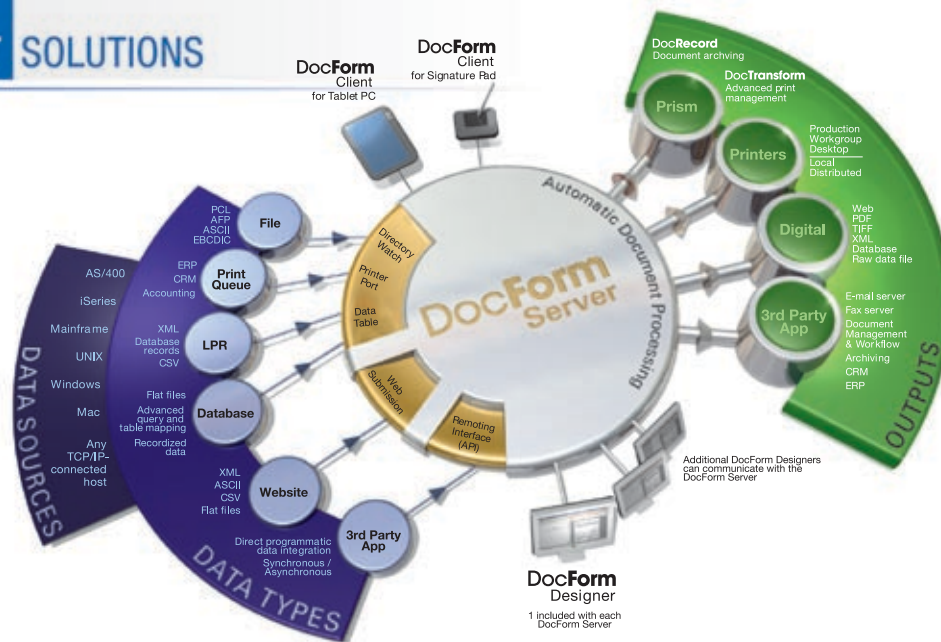 SOLUTIONS
DocForm
Client
for Tablet PC
DocForm
Client
for Signature Pad
DocRecord
Document archving
DocTransform
Advanced print
management
Prism
Printers
Production
Workgroup
Desktop
Local
Distributed
Digital
Web
PDF
TIFF
XML
Database
Raw data file
3rd Party
App
E-mail server
Fax server
Document
Management
& Workflow
Archiving
CRM
ERP
OUTPUTS
Automatic Document Processing
DocForm
Server
Directory
Watch
Printer
Port
Data
Table
Web
Submission
Remoting
Interface
(API)
DATA SOURCES
AS/400
iSeries
Mainframe
UNIX
Windows
Mac
Any
TCP/IP-
connected
host
DATA TYPES
PCL
AFP
ASCII
EBCDIC
File
ERP
CRM
Accounting
Print
Queue
XML
Database
records
CSV
LPR
Flat files
Advanced
query and
table mapping
Recordized
data
Database
XML
ASCII
CSV
Flat files
Website
Direct programmatic
data integration
Synchronous /
Asynchronous
3rd Party
App
Additional DocForm Designers
can communicate with the
DocForm Server
DocForm
Designer
1 included with each
DocForm Server